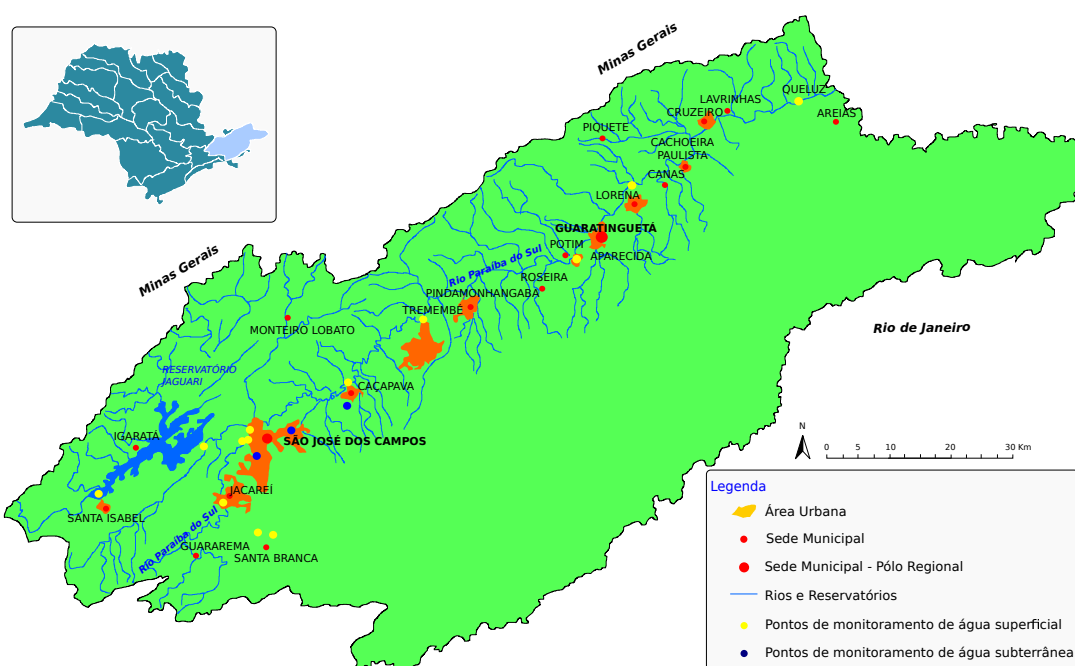 Minas Gerais
QUELUZ
LAVRINHAS
CRUZEIRO
AREIAS
PIQUETE
CACHOEIRA
PAULISTA
CANAS
LORENA
GUARATINGUETÁ
POTIM
APARECIDA
Rio Paraíba do Sul
ROSEIRA
PINDAMONHANGABA
TREMEMBÉ
Minas Gerais
MONTEIRO LOBATO
Rio de Janeiro
RESERVATÓRIO
JAGUARI
CAÇAPAVA
IGARATÁ
SÃO JOSÉ DOS CAMPOS
JACAREÍ
SANTA ISABEL
Rio Paraíba do Sul
GUARAREMA
SANTA BRANCA
N
0 5 10 20 30 Km
Legenda
Área Urbana
Sede Municipal
Sede Municipal - Pólo Regional
Rios e Reservatórios
Pontos de monitoramento de água superficial
Pontos de monitoramento de água subterrânea